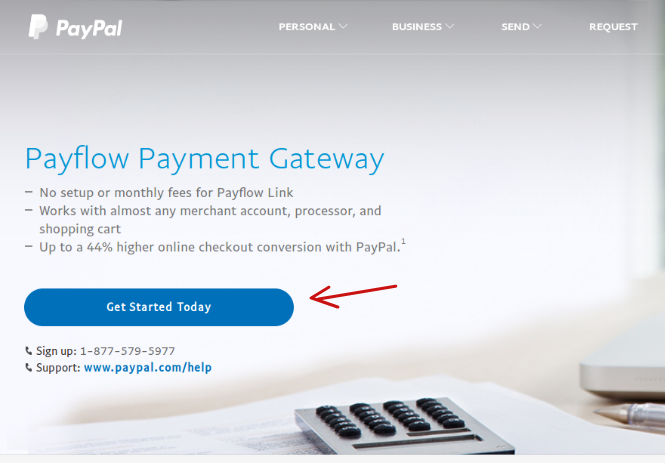 PayPal
PERSONAL
BUSINESS
SEND
REQUEST
Payflow Payment Gateway
– No setup or monthly fees for Payflow Link
– Works with almost any merchant account, processor, and
shopping cart
– Up to a 44% higher online checkout conversion with PayPal.¹
Get Started Today
Sign up: 1-877-579-5977
Support: www.paypal.com/help